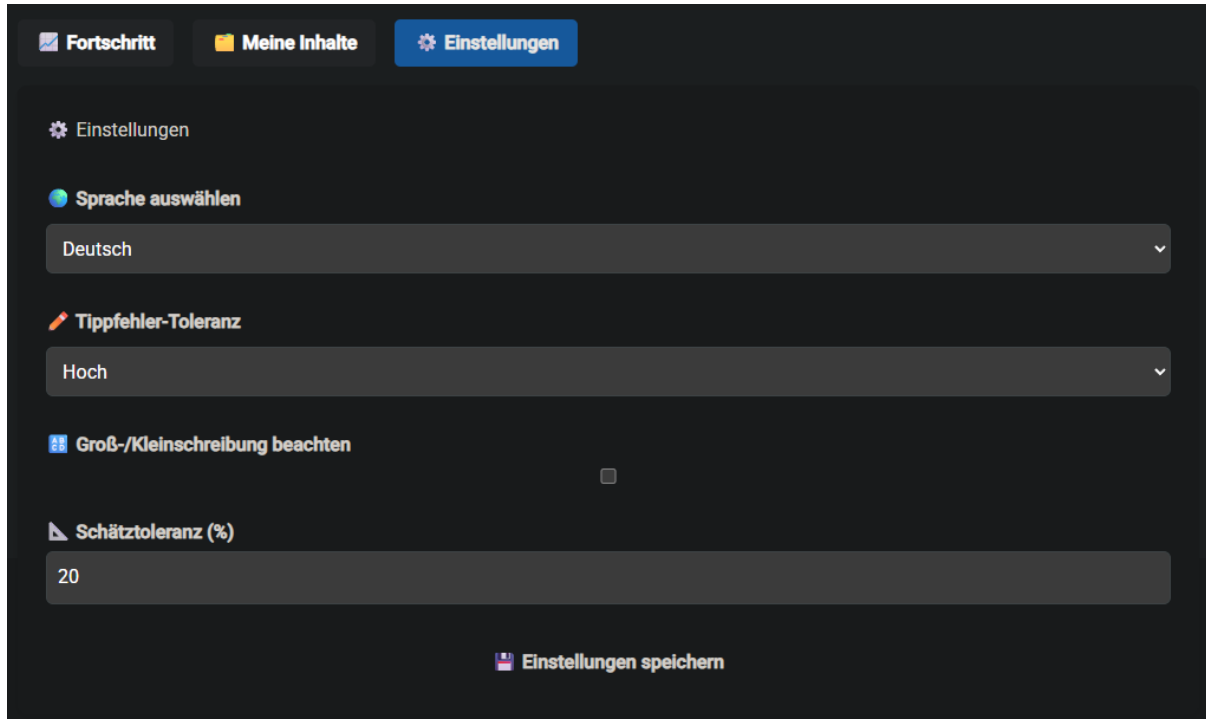 Fortschritt
Meine Inhalte
Einstellungen
Einstellungen
Sprache auswählen
Deutsch
Tippfehler-Toleranz
Hoch
Groß-/Kleinschreibung beachten
Schätztoleranz (%)
20
Einstellungen speichern